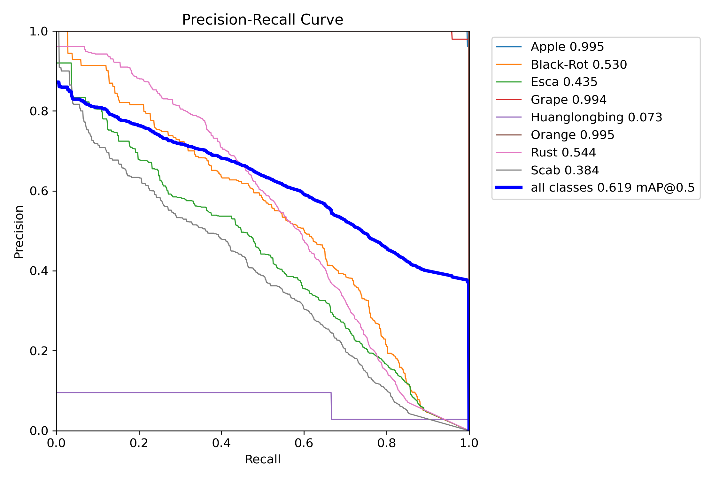 Precision-Recall Curve
1.0
0.8
0.6
0.4
0.2
0.0
Precision
0.0 0.2 0.4 0.6 0.8 1.0
Recall
Apple 0.995
Black-Rot 0.530
Esca 0.435
Grape 0.994
Huanglongbing 0.073
Orange 0.995
Rust 0.544
Scab 0.384
all classes 0.619 mAP@0.5